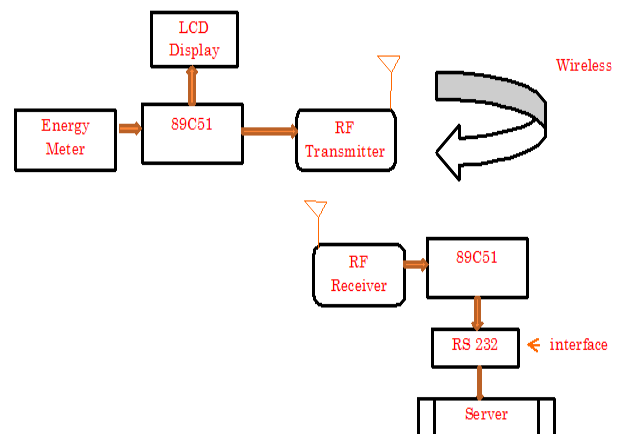 LCD
Display
Wireless
Energy
Meter
89C51
RF
Transmitter
RF
Receiver
89C51
RS 232
interface
Server